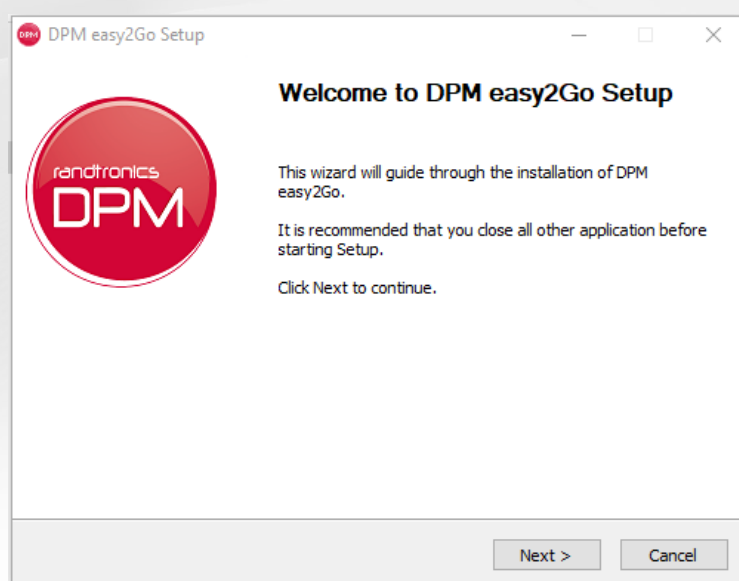 DPM
DPM easy2Go Setup
Welcome to DPM easy2Go Setup
randtronics
DPM
This wizard will guide through the installation of DPM
easy2Go.
It is recommended that you close all other application before
starting Setup.
Click Next to continue.
Next >
Cancel